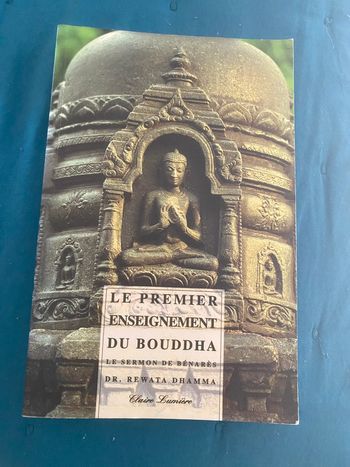 LE PREMIER
ENSEIGNEMENT
DU BOUDDHA
LE SERMON DE BÉNARÈS
DR. REWATA DHAMMA
Claire Lumière